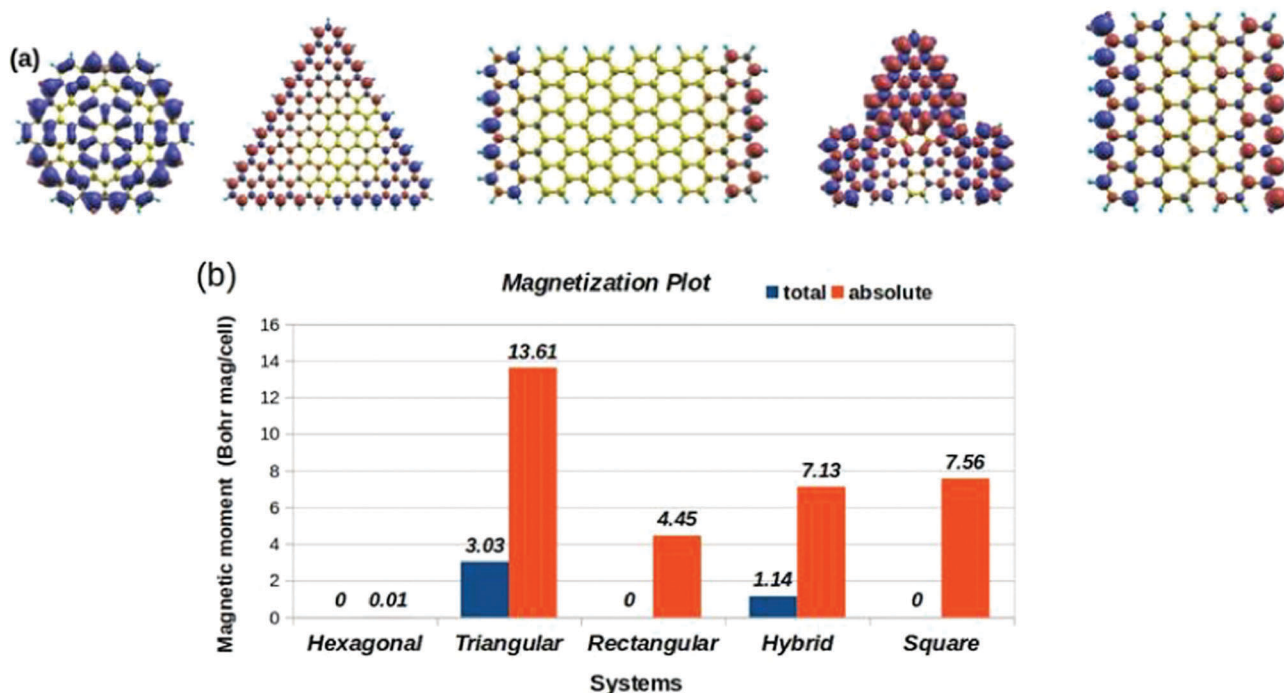 (a)
(b)
Magnetization Plot
total absolute
Magnetic moment (Bohr mag/cell)
16
14
12
10
8
6
4
2
0
0 0.01
3.03 13.61
0 4.45
1.14 7.13
0 7.56
Hexagonal Triangular Rectangular Hybrid Square
Systems